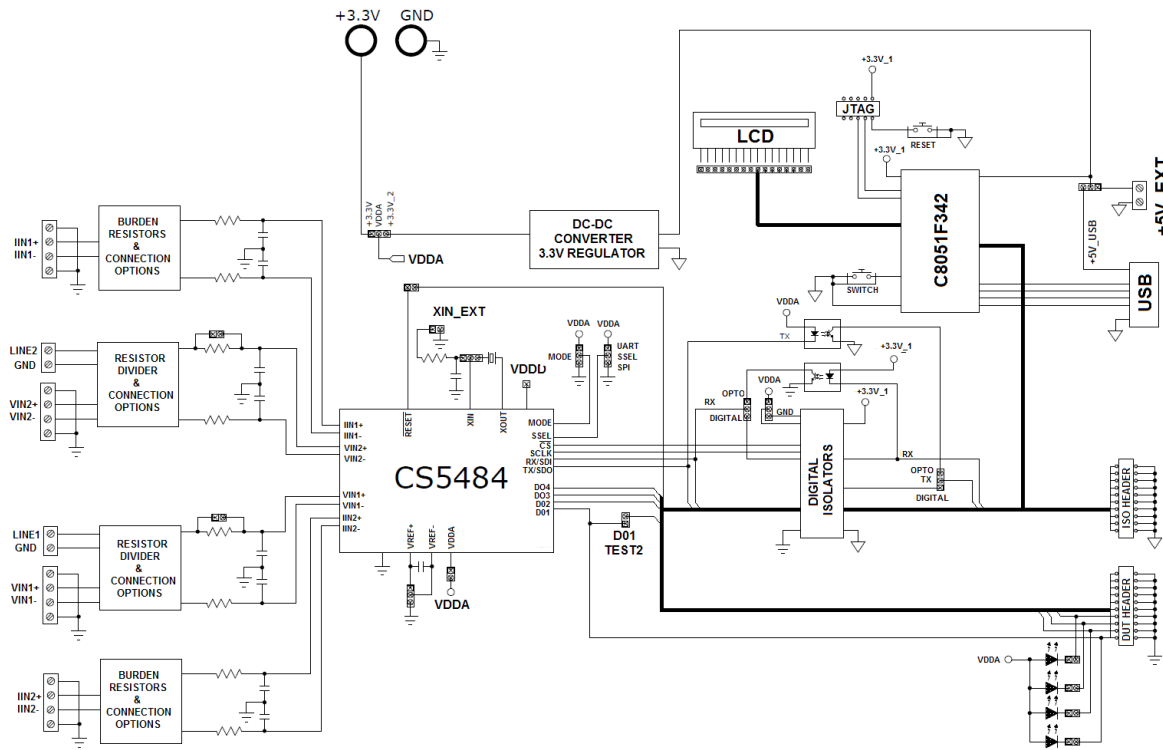 +3.3V
GND
+3.3V_1
JTAG
RESET
LCD
+3.3V_1
C8051F342
+5V_EXT
+5V_USB
USB
SWITCH
+3.3V
VDDA
+3.3V_2
VDDA
DC-DC
CONVERTER
3.3V REGULATOR
IIN1+
IIN1-
BURDEN
RESISTORS
&
CONNECTION
OPTIONS
LINE2
GND
VIN2+
VIN2-
RESISTOR
DIVIDER
&
CONNECTION
OPTIONS
LINE1
GND
VIN1+
VIN1-
RESISTOR
DIVIDER
&
CONNECTION
OPTIONS
IIN2+
IIN2-
BURDEN
RESISTORS
&
CONNECTION
OPTIONS
XIN_EXT
VDDD
VDDA
MODE
VDDA
UART
SSEL
SPI
RESET
XIN
XOUT
MODE
SSEL
CS
SCLK
RX/SDI
TX/SDO
DO4
DO3
DO2
DO1
IIN1+
IIN1-
VIN2+
VIN2-
VIN1+
VIN1-
IIN2+
IIN2-
CS5484
VREF+
VREF-
VDDA
VDDA
VDDA
TX
+3.3V_1
OPTO
RX
DIGITAL
VDDA
GND
+3.3V_1
DIGITAL
ISOLATORS
RX
OPTO
TX
DIGITAL
D01
TEST2
ISO HEADER
DUT HEADER
VDDA